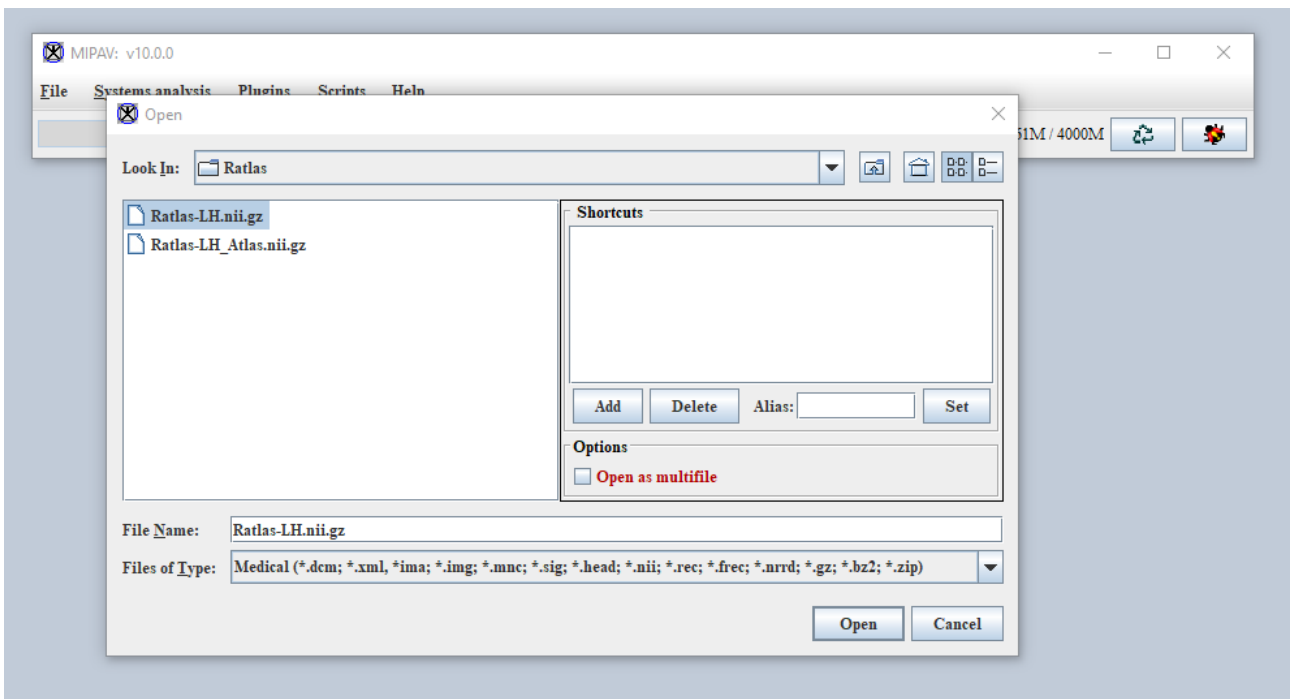 MIPAV: v10.0.0
File Systems analysis Plugins Scripts Help
Open
51M / 4000M
Look In: Ratlas
Ratlas-LH.nii.gz
Ratlas-LH_Atlas.nii.gz
Shortcuts
Add Delete Alias: Set
Options
Open as multifile
File Name: Ratlas-LH.nii.gz
Files of Type: Medical (*.dcm; *.xml, *ima; *.img; *.mnc; *.sig; *.head; *.nii; *.rec; *.frec; *.nrrd; *.gz; *.bz2; *.zip)
Open Cancel